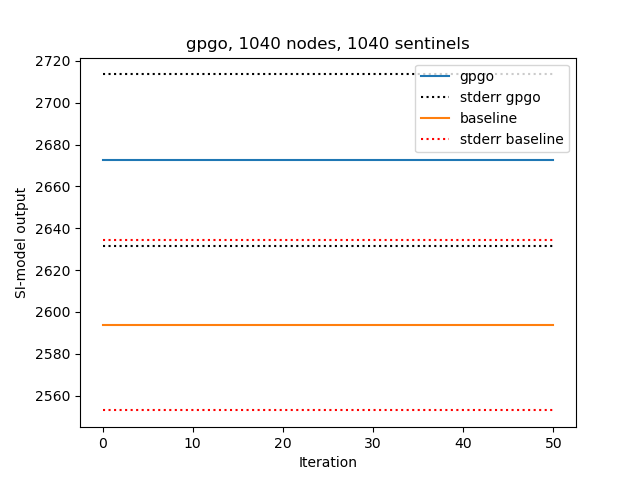 gpgo, 1040 nodes, 1040 sentinels
2720
2700
2680
2660
2640
2620
2600
2580
2560
SI-model output
gpgo
stderr gpgo
baseline
stderr baseline
0 10 20 30 40 50
Iteration